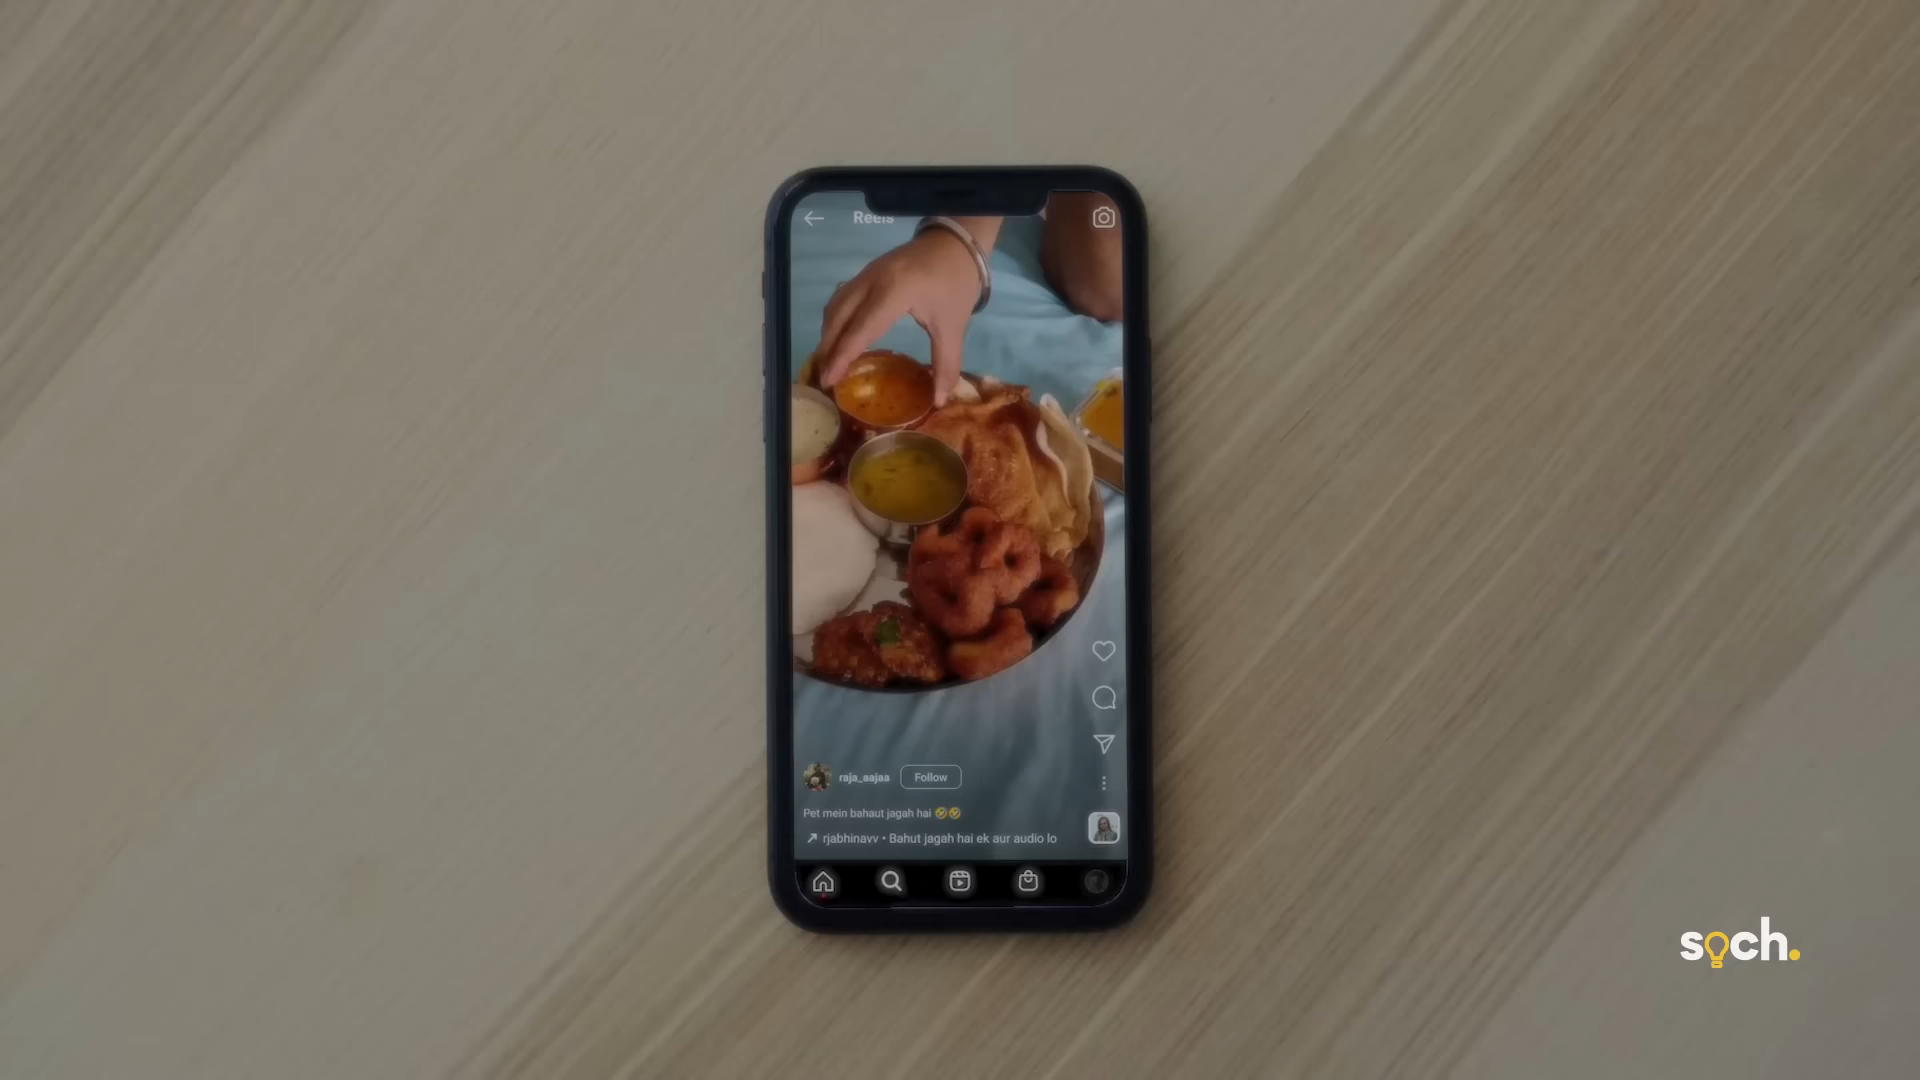 Reels
raja_aajaa Follow
Pet mein bahaut jagah hai 🤣🤣
rjabhinavv • Bahut jagah hai ek aur audio lo
soch.